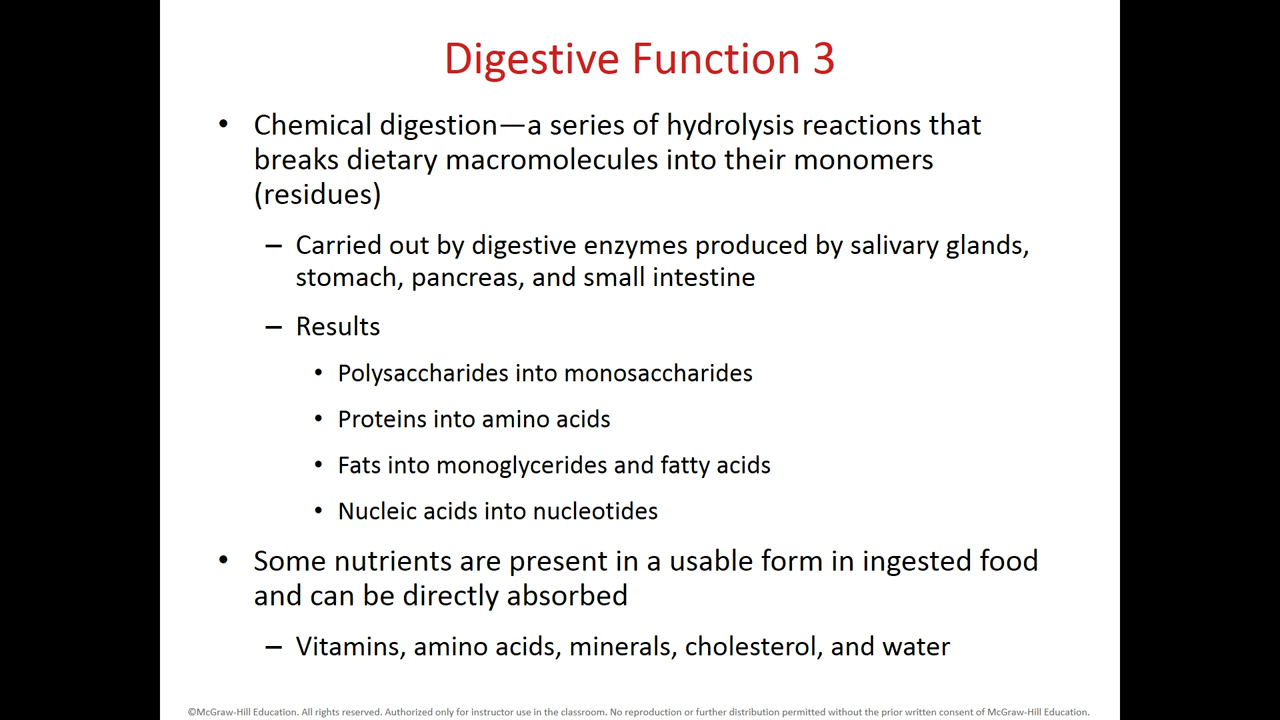 Digestive Function 3
• Chemical digestion—a series of hydrolysis reactions that
breaks dietary macromolecules into their monomers
(residues)
– Carried out by digestive enzymes produced by salivary glands,
stomach, pancreas, and small intestine
– Results
• Polysaccharides into monosaccharides
• Proteins into amino acids
• Fats into monoglycerides and fatty acids
• Nucleic acids into nucleotides
• Some nutrients are present in a usable form in ingested food
and can be directly absorbed
– Vitamins, amino acids, minerals, cholesterol, and water
©McGraw-Hill Education. All rights reserved. Authorized only for instructor use in the classroom. No reproduction or further distribution permitted without the prior written consent of McGraw-Hill Education.